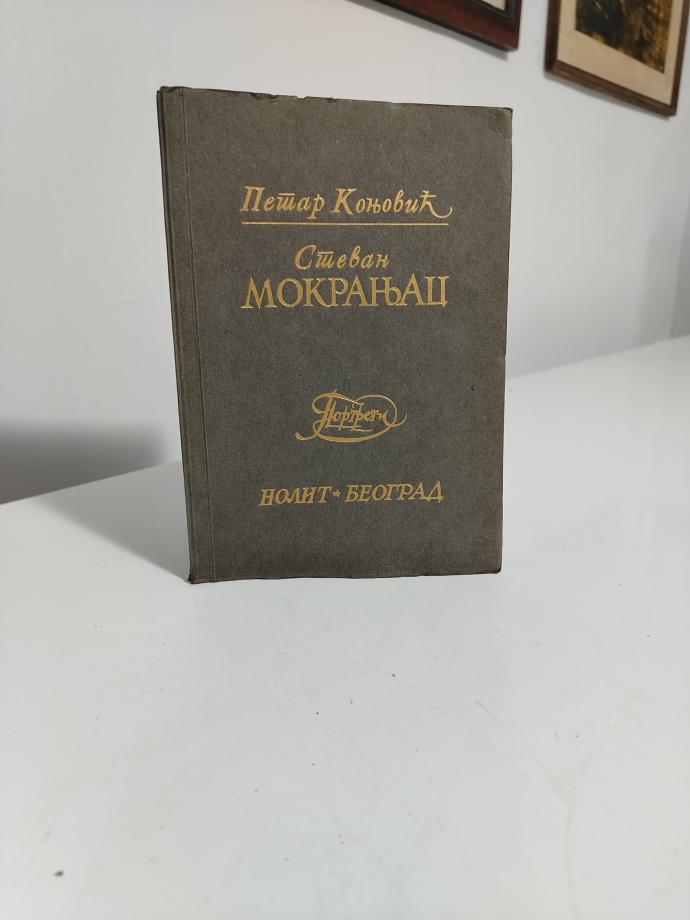 Петар Коњовић
Стеван
МОКРАЊАЦ
Портрети
НОЛИТ * БЕОГРАД